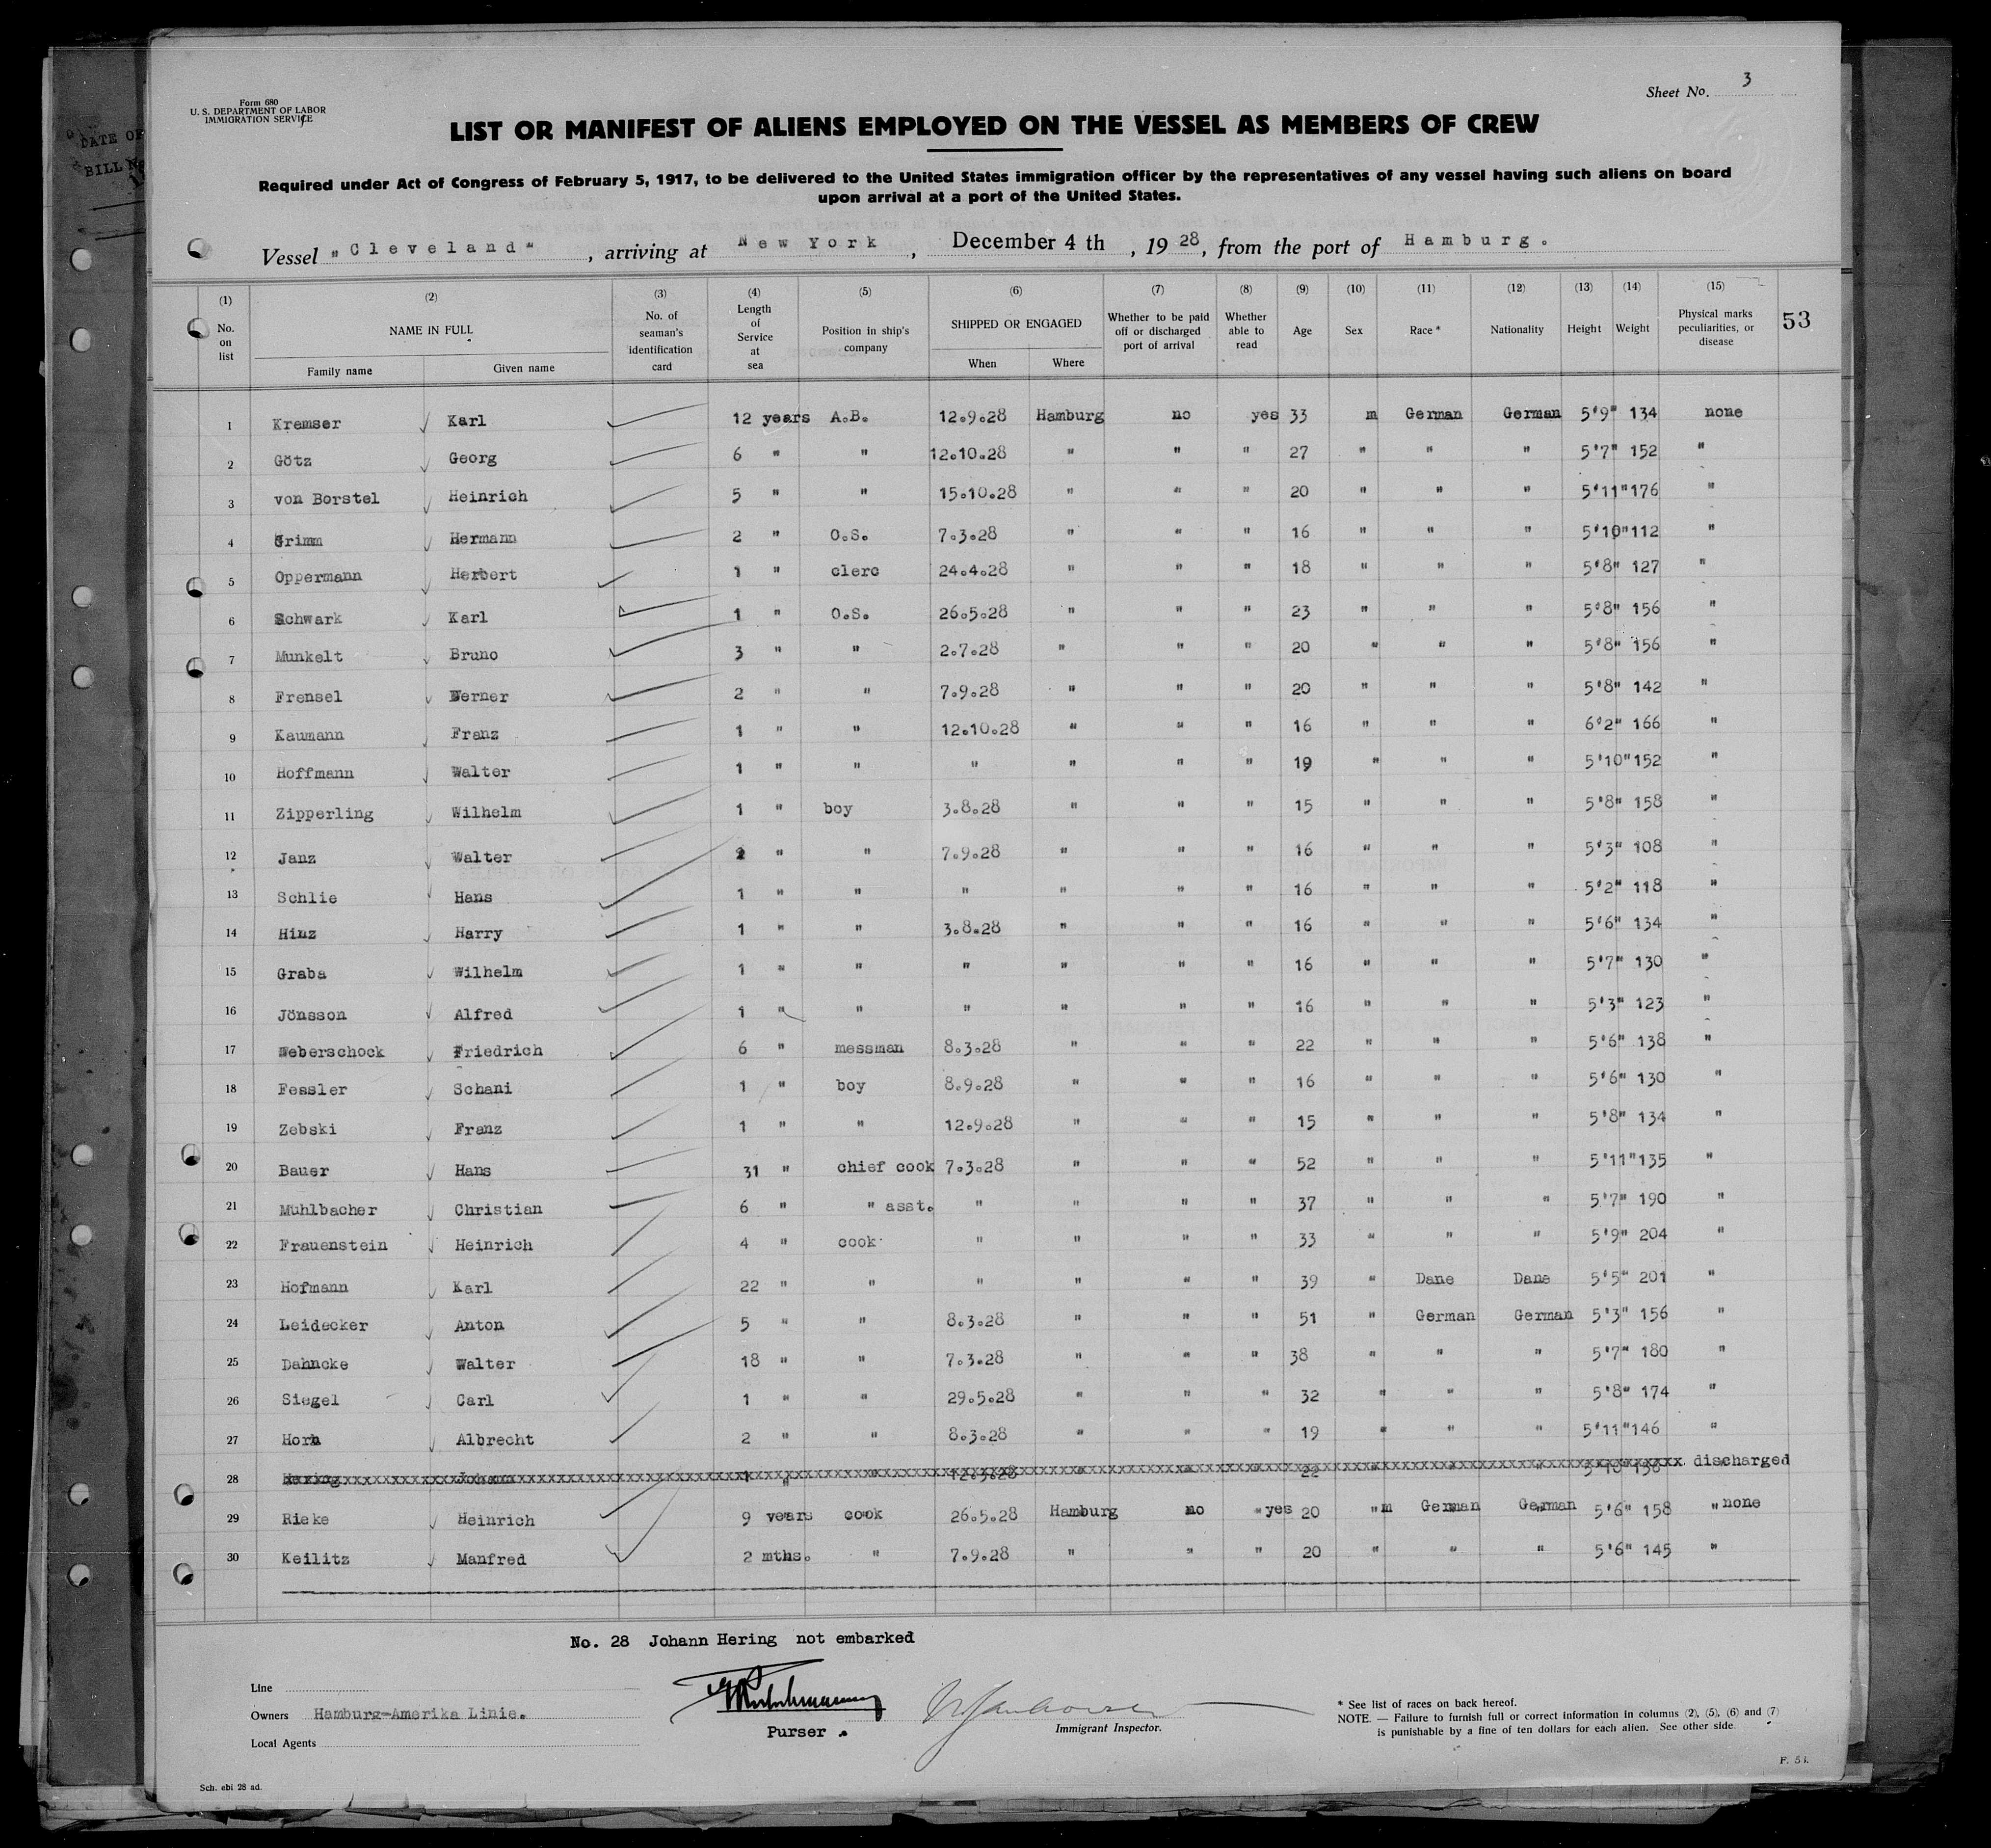 Form 680
U. S. DEPARTMENT OF LABOR
IMMIGRATION SERVICE
Sheet No. 3
LIST OR MANIFEST OF ALIENS EMPLOYED ON THE VESSEL AS MEMBERS OF CREW
Required under Act of Congress of February 5, 1917, to be delivered to the United States immigration officer by the representatives of any vessel having such aliens on board
upon arrival at a port of the United States.
Vessel "Cleveland", arriving at New York, December 4 th, 1928, from the port of Hamburg.
(1) No. on list (2) NAME IN FULL Family name Given name (3) No. of seaman's identification card (4) Length of Service at sea (5) Position in ship's company (6) SHIPPED OR ENGAGED When Where (7) Whether to be paid off or discharged port of arrival (8) Whether able to read (9) Age (10) Sex (11) Race * (12) Nationality (13) Height (14) Weight (15) Physical marks peculiarities, or disease 53
1 Kremser Karl 12 years A.B. 12.9.28 Hamburg no yes 33 m German German 5'9" 134 none
2 Götz Georg 6 " " 12.10.28 " " " 27 " " " 5'7" 152 "
3 von Borstel Heinrich 5 " " 15.10.28 " " " 20 " " " 5'11" 176 "
4 Grimm Hermann 2 " O.S. 7.3.28 " " " 16 " " " 5'10" 112 "
5 Oppermann Herbert 1 " clerc 24.4.28 " " " 18 " " " 5'8" 127 "
6 Schwark Karl 1 " O.S. 26.5.28 " " " 23 " " " 5'8" 156 "
7 Munkelt Bruno 3 " " 2.7.28 " " " 20 " " " 5'8" 156 "
8 Frensel Werner 2 " " 7.9.28 " " " 20 " " " 5'8" 142 "
9 Kaumann Franz 1 " " 12.10.28 " " " 16 " " " 6'2" 166 "
10 Hoffmann Walter 1 " " " " " " 19 " " " 5'10" 152 "
11 Zipperling Wilhelm 1 " boy 3.8.28 " " " 15 " " " 5'8" 158 "
12 Janz Walter 2 " " 7.9.28 " " " 16 " " " 5'3" 108 "
13 Schlie Hans 1 " " " " " " 16 " " " 5'2" 118 "
14 Hinz Harry 1 " " 3.8.28 " " " 16 " " " 5'6" 134 "
15 Graba Wilhelm 1 " " " " " " 16 " " " 5'7" 130 "
16 Jönsson Alfred 1 " " " " " " 16 " " " 5'3" 123 "
17 Weberschock Friedrich 6 " messman 8.3.28 " " " 22 " " " 5'6" 138 "
18 Fessler Schani 1 " boy 8.9.28 " " " 16 " " " 5'6" 130 "
19 Zebski Franz 1 " " 12.9.28 " " " 15 " " " 5'8" 134 "
20 Bauer Hans 31 " chief cook 7.3.28 " " " 52 " " " 5'11" 135 "
21 Mühlbacher Christian 6 " " asst. " " " " 37 " " " 5'7" 190 "
22 Frauenstein Heinrich 4 " cook " " " " 33 " " " 5'9" 204 "
23 Hofmann Karl 22 " " " " " " 39 " Dane Dane 5'5" 201 "
24 Leidecker Anton 5 " " 8.3.28 " " " 51 " German German 5'3" 156 "
25 Dahncke Walter 18 " " 7.3.28 " " " 38 " " " 5'7" 180 "
26 Siegel Carl 1 " " 29.5.28 " " " 32 " " " 5'8" 174 "
27 Horn Albrecht 2 " " 8.3.28 " " " 19 " " " 5'11" 146 "
28 Hering Johann 1 " " " " " 22 " " " discharged
29 Rieke Heinrich 9 years cook 26.5.28 Hamburg no "yes 20 "m German German 5'6" 158 "none
30 Keilitz Manfred 2 mths. " 7.9.28 " " " 20 " " " 5'6" 145 "
No. 28 Johann Hering not embarked
Line
Owners Hamburg-Amerika Linie.
Local Agents
Purser.
Immigrant Inspector.
* See list of races on back hereof.
NOTE. — Failure to furnish full or correct information in columns (2), (5), (6) and (7)
is punishable by a fine of ten dollars for each alien. See other side.
Sch. ebi 28 ad.
DATE OF
BILL